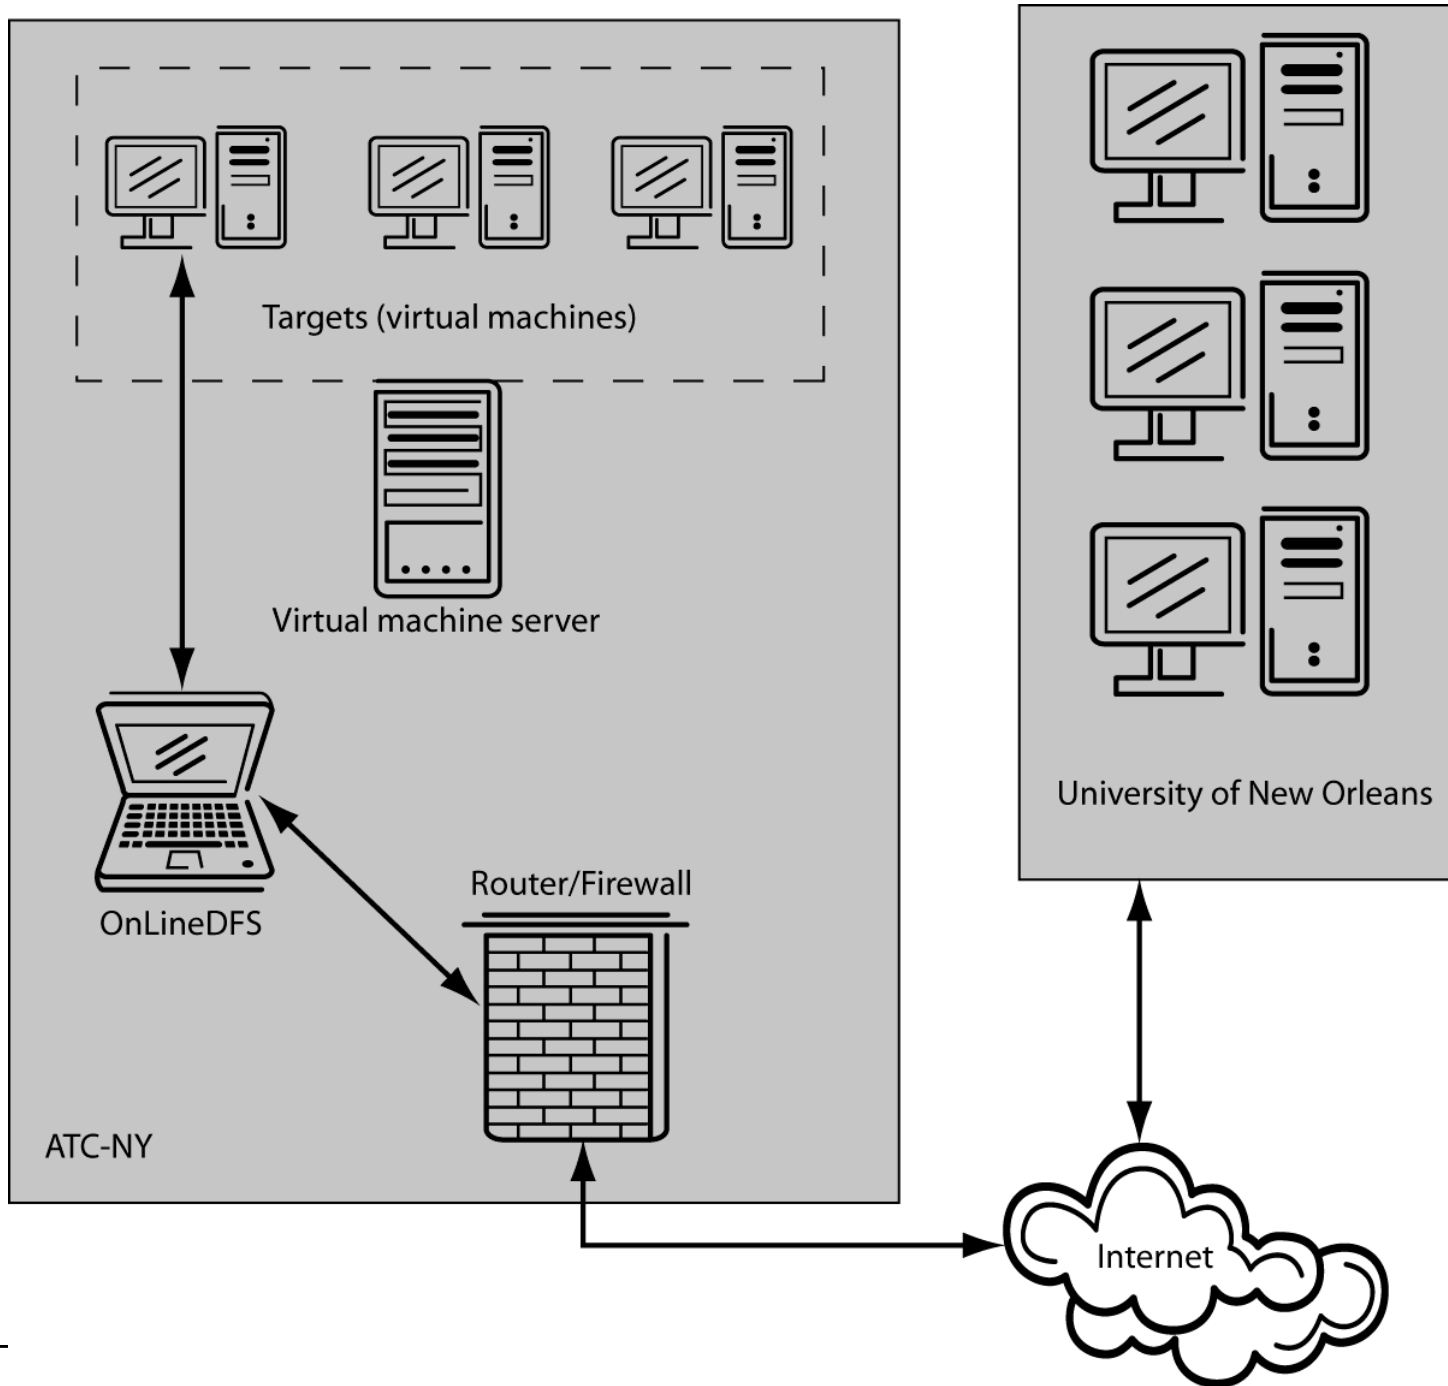 Targets (virtual machines)
Virtual machine server
OnLineDFS
Router/Firewall
ATC-NY
University of New Orleans
Internet